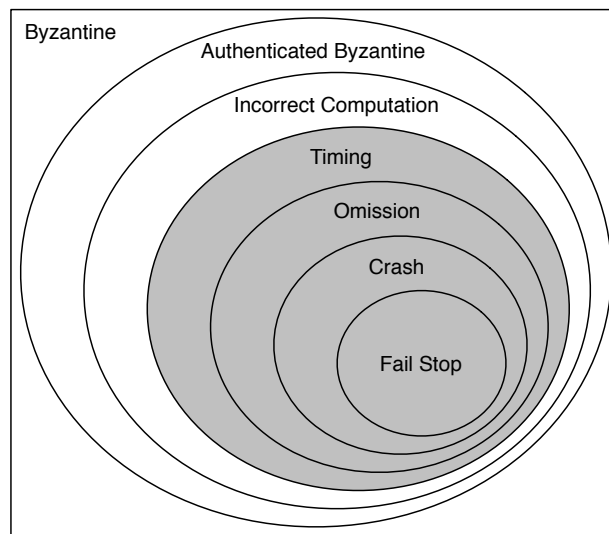 Byzantine
Authenticated Byzantine
Incorrect Computation
Timing
Omission
Crash
Fail Stop